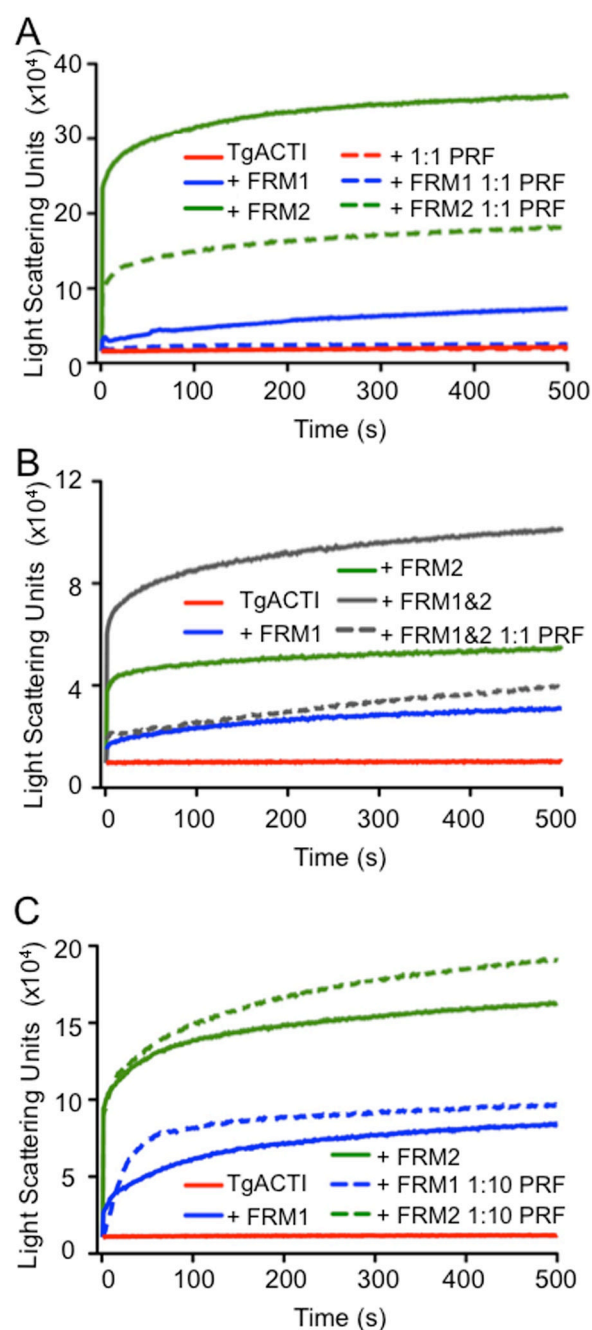 A
Light Scattering Units (x10⁴)
40
30
20
10
0
TgACTI
+ FRM1
+ FRM2
+ 1:1 PRF
+ FRM1 1:1 PRF
+ FRM2 1:1 PRF
0 100 200 300 400 500
Time (s)
B
Light Scattering Units (x10⁴)
12
8
4
0
TgACTI
+ FRM1
+ FRM2
+ FRM1&2
+ FRM1&2 1:1 PRF
0 100 200 300 400 500
Time (s)
C
Light Scattering Units (x10⁴)
20
15
10
5
0
TgACTI
+ FRM1
+ FRM2
+ FRM1 1:10 PRF
+ FRM2 1:10 PRF
0 100 200 300 400 500
Time (s)